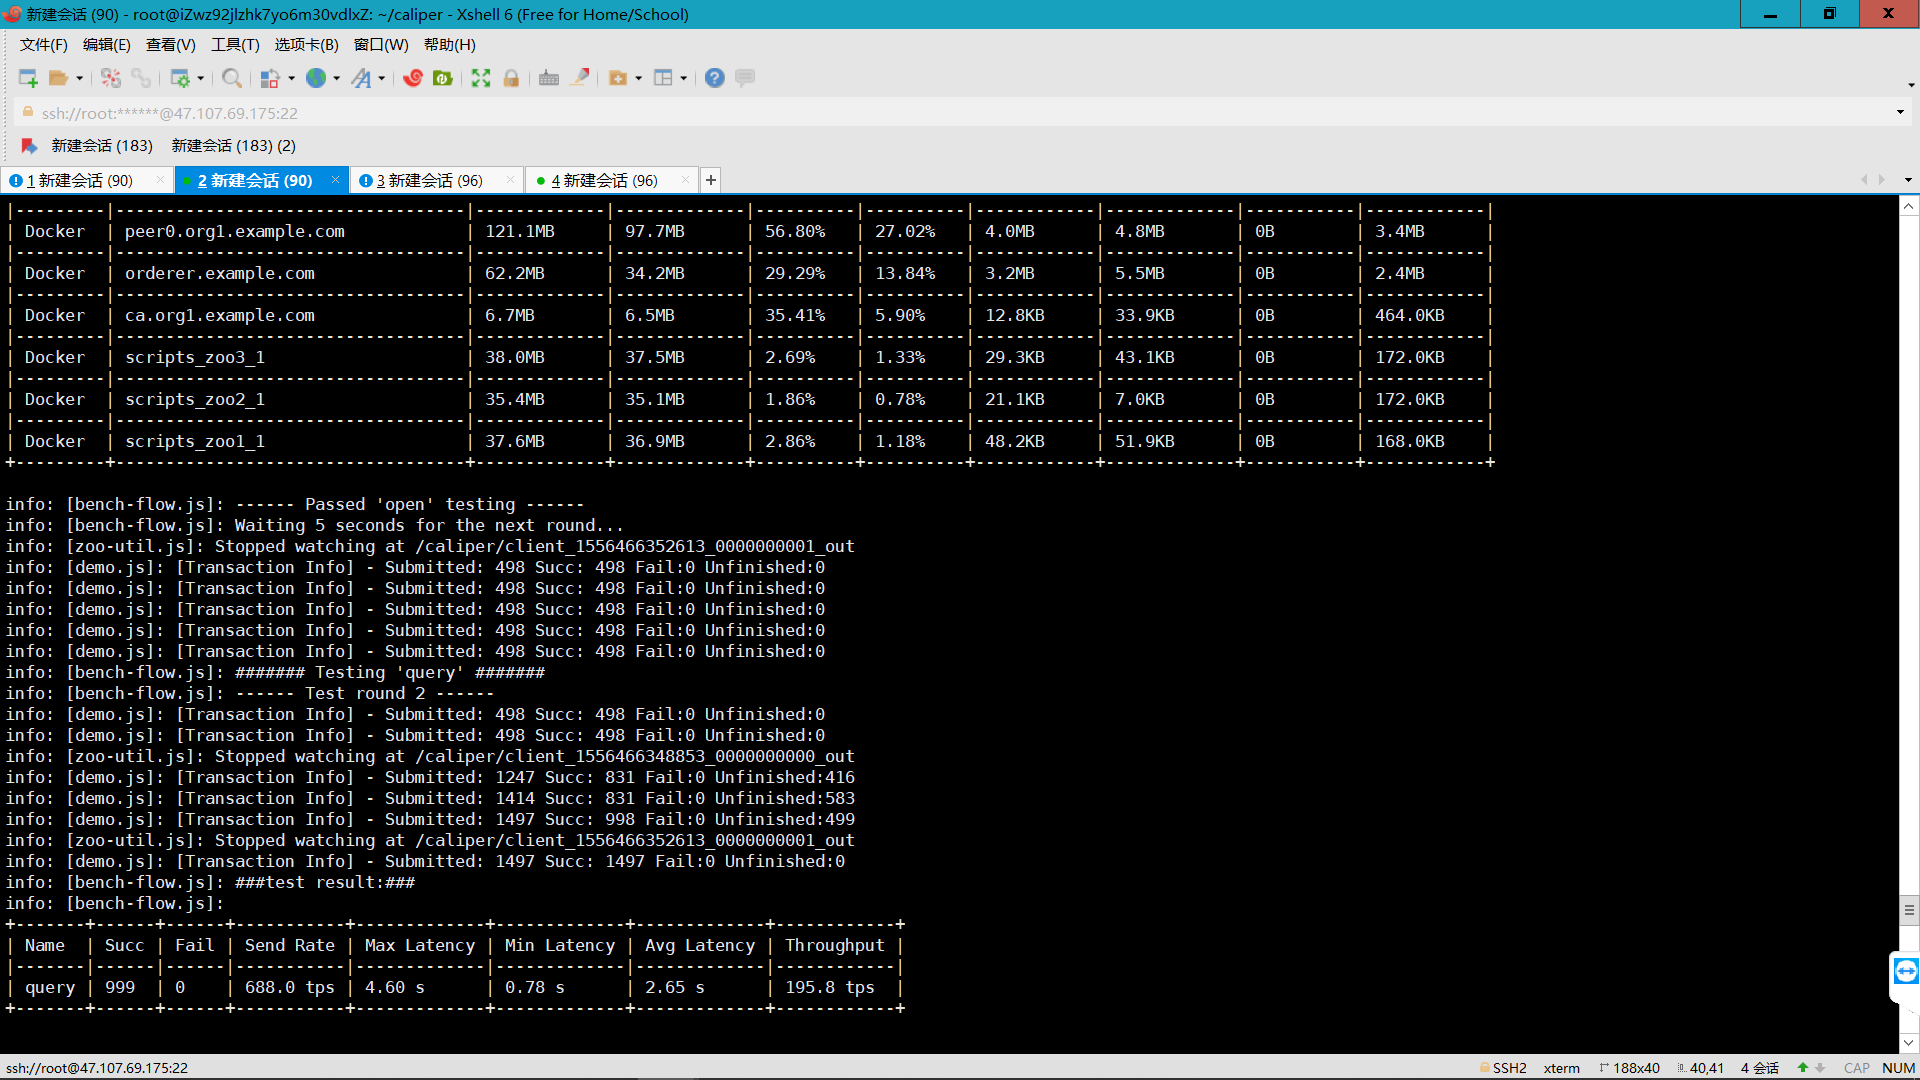 新建会话 (90) - root@iZwz92jlzhk7yo6m30vdlxZ: ~/caliper - Xshell 6 (Free for Home/School)
文件(F) 编辑(E) 查看(V) 工具(T) 选项卡(B) 窗口(W) 帮助(H)
ssh://root:******@47.107.69.175:22
新建会话 (183) 新建会话 (183) (2)
1 新建会话 (90) 2 新建会话 (90) 3 新建会话 (96) 4 新建会话 (96)
|---------|-----------------------------------|-------------|-------------|----------|----------|------------|-------------|-----------|------------|
| Docker | peer0.org1.example.com | 121.1MB | 97.7MB | 56.80% | 27.02% | 4.0MB | 4.8MB | 0B | 3.4MB |
|---------|-----------------------------------|-------------|-------------|----------|----------|------------|-------------|-----------|------------|
| Docker | orderer.example.com | 62.2MB | 34.2MB | 29.29% | 13.84% | 3.2MB | 5.5MB | 0B | 2.4MB |
|---------|-----------------------------------|-------------|-------------|----------|----------|------------|-------------|-----------|------------|
| Docker | ca.org1.example.com | 6.7MB | 6.5MB | 35.41% | 5.90% | 12.8KB | 33.9KB | 0B | 464.0KB |
|---------|-----------------------------------|-------------|-------------|----------|----------|------------|-------------|-----------|------------|
| Docker | scripts_zoo3_1 | 38.0MB | 37.5MB | 2.69% | 1.33% | 29.3KB | 43.1KB | 0B | 172.0KB |
|---------|-----------------------------------|-------------|-------------|----------|----------|------------|-------------|-----------|------------|
| Docker | scripts_zoo2_1 | 35.4MB | 35.1MB | 1.86% | 0.78% | 21.1KB | 7.0KB | 0B | 172.0KB |
|---------|-----------------------------------|-------------|-------------|----------|----------|------------|-------------|-----------|------------|
| Docker | scripts_zoo1_1 | 37.6MB | 36.9MB | 2.86% | 1.18% | 48.2KB | 51.9KB | 0B | 168.0KB |
+---------+-----------------------------------+-------------+-------------+----------+----------+------------+-------------+-----------+------------+
info: [bench-flow.js]: ------ Passed 'open' testing ------
info: [bench-flow.js]: Waiting 5 seconds for the next round...
info: [zoo-util.js]: Stopped watching at /caliper/client_1556466352613_0000000001_out
info: [demo.js]: [Transaction Info] - Submitted: 498 Succ: 498 Fail:0 Unfinished:0
info: [demo.js]: [Transaction Info] - Submitted: 498 Succ: 498 Fail:0 Unfinished:0
info: [demo.js]: [Transaction Info] - Submitted: 498 Succ: 498 Fail:0 Unfinished:0
info: [demo.js]: [Transaction Info] - Submitted: 498 Succ: 498 Fail:0 Unfinished:0
info: [demo.js]: [Transaction Info] - Submitted: 498 Succ: 498 Fail:0 Unfinished:0
info: [bench-flow.js]: ####### Testing 'query' #######
info: [bench-flow.js]: ------ Test round 2 ------
info: [demo.js]: [Transaction Info] - Submitted: 498 Succ: 498 Fail:0 Unfinished:0
info: [demo.js]: [Transaction Info] - Submitted: 498 Succ: 498 Fail:0 Unfinished:0
info: [zoo-util.js]: Stopped watching at /caliper/client_1556466348853_0000000000_out
info: [demo.js]: [Transaction Info] - Submitted: 1247 Succ: 831 Fail:0 Unfinished:416
info: [demo.js]: [Transaction Info] - Submitted: 1414 Succ: 831 Fail:0 Unfinished:583
info: [demo.js]: [Transaction Info] - Submitted: 1497 Succ: 998 Fail:0 Unfinished:499
info: [zoo-util.js]: Stopped watching at /caliper/client_1556466352613_0000000001_out
info: [demo.js]: [Transaction Info] - Submitted: 1497 Succ: 1497 Fail:0 Unfinished:0
info: [bench-flow.js]: ###test result:###
info: [bench-flow.js]:
+-------+------+------+-----------+-------------+-------------+-------------+------------+
| Name | Succ | Fail | Send Rate | Max Latency | Min Latency | Avg Latency | Throughput |
|-------|------|------|-----------|-------------|-------------|-------------|------------|
| query | 999 | 0 | 688.0 tps | 4.60 s | 0.78 s | 2.65 s | 195.8 tps |
+-------+------+------+-----------+-------------+-------------+-------------+------------+
ssh://root@47.107.69.175:22 SSH2 xterm 188x40 40,41 4 会话 CAP NUM